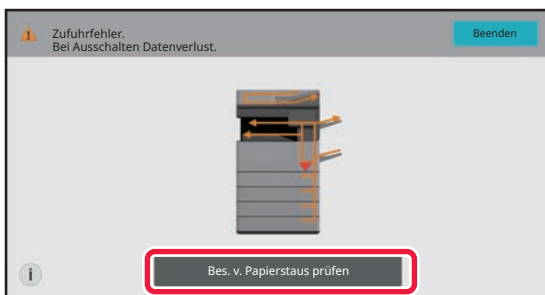 Zufuhrfehler.
Bei Ausschalten Datenverlust.
Beenden
Bes. v. Papierstaus prüfen
i